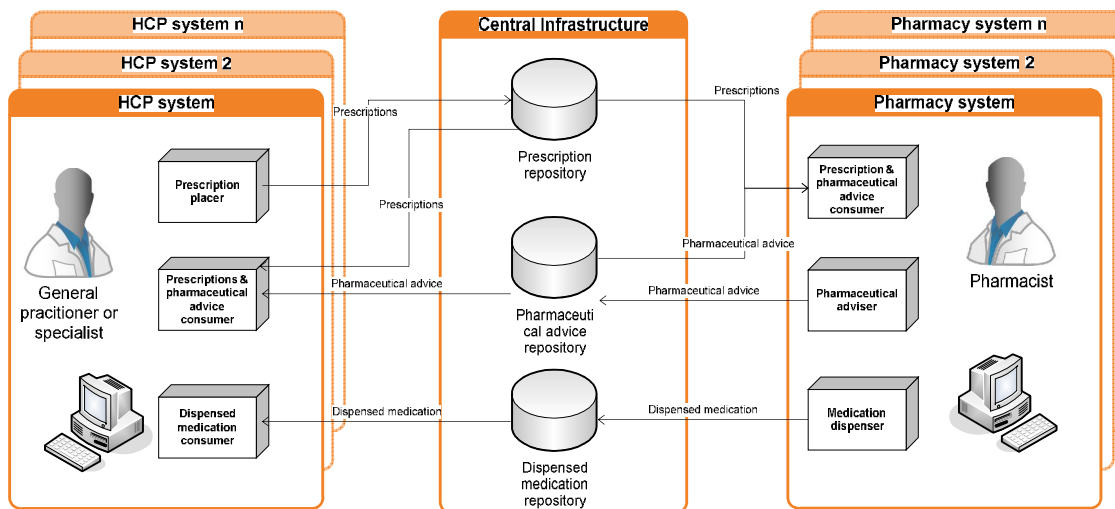 HCP system n
HCP system 2
HCP system
Prescription
placer
General
pracitioner or
specialist
Prescriptions &
pharmaceutical
advice
consumer
Dispensed
medication
consumer
Prescriptions
Prescriptions
Pharmaceutical advice
Dispensed medication
Central Infrastructure
Prescription
repository
Pharmaceuti
cal advice
repository
Dispensed
medication
repository
Prescriptions
Pharmaceutical advice
Pharmaceutical advice
Dispensed medication
Pharmacy system n
Pharmacy system 2
Pharmacy system
Prescription &
pharmaceutical
advice
consumer
Pharmacist
Pharmaceutical
adviser
Medication
dispenser